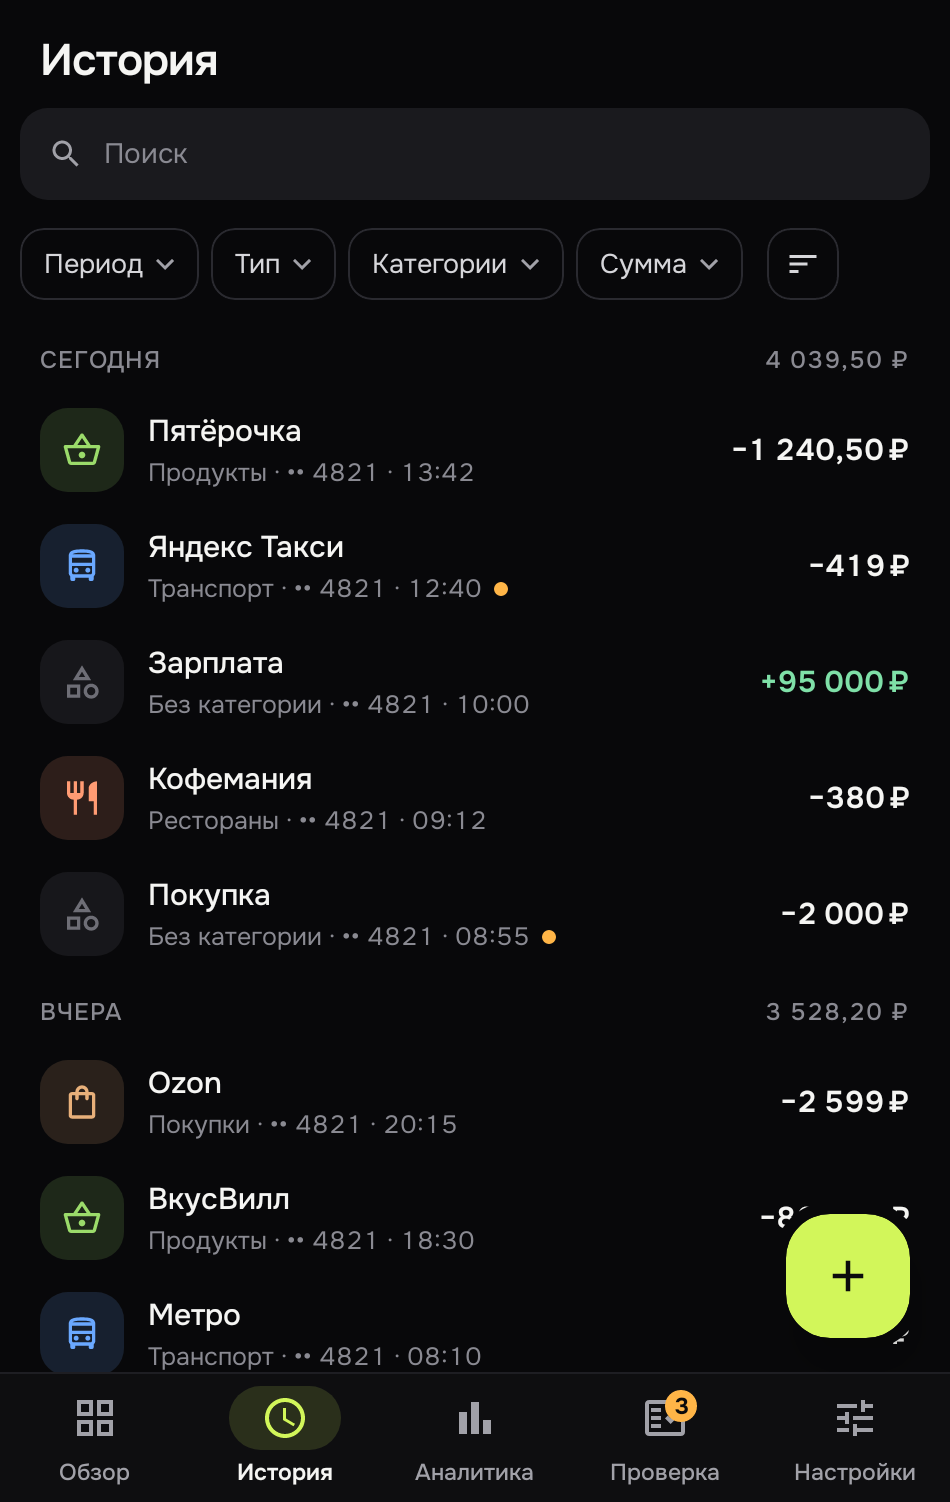 История
Поиск
Период Тип Категории Сумма
СЕГОДНЯ 4 039,50 ₽
Пятёрочка −1 240,50 ₽
Продукты · •• 4821 · 13:42
Яндекс Такси −419 ₽
Транспорт · •• 4821 · 12:40
Зарплата +95 000 ₽
Без категории · •• 4821 · 10:00
Кофемания −380 ₽
Рестораны · •• 4821 · 09:12
Покупка −2 000 ₽
Без категории · •• 4821 · 08:55
ВЧЕРА 3 528,20 ₽
Ozon −2 599 ₽
Покупки · •• 4821 · 20:15
ВкусВилл
Продукты · •• 4821 · 18:30
Метро
Транспорт · •• 4821 · 08:10
3
Обзор История Аналитика Проверка Настройки